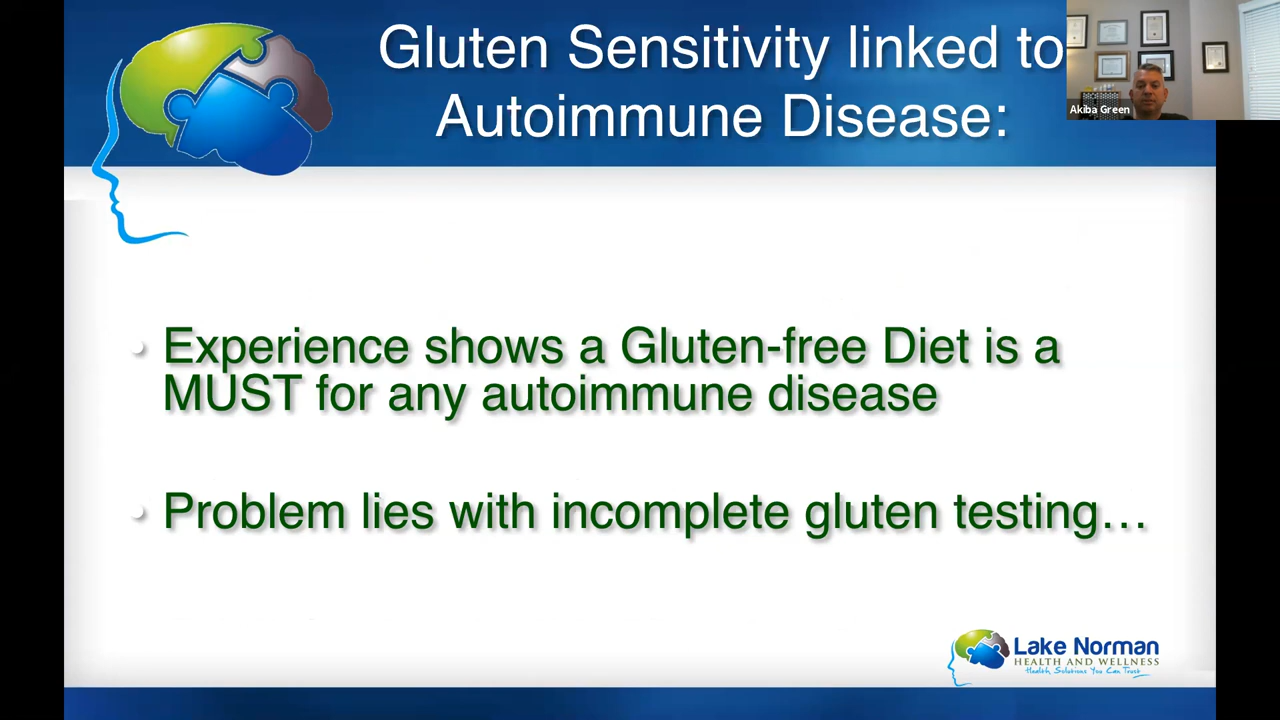 Gluten Sensitivity linked to
Autoimmune Disease:
Akiba Green
• Experience shows a Gluten-free Diet is a
MUST for any autoimmune disease
• Problem lies with incomplete gluten testing…
Lake Norman
HEALTH AND WELLNESS
Health Solutions You Can Trust